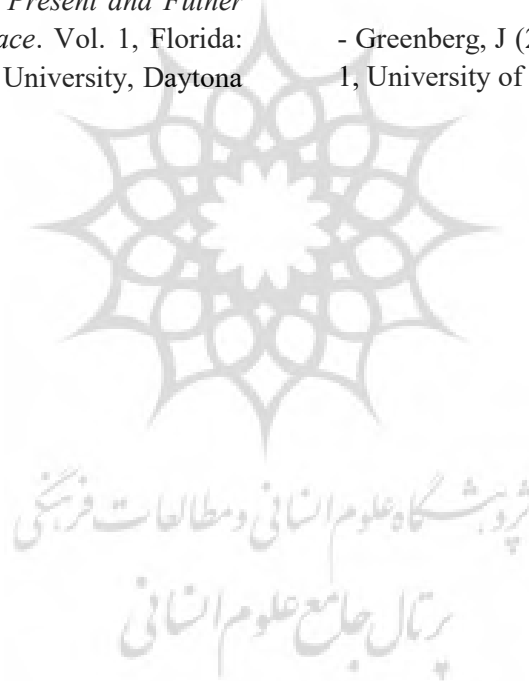 Present and Futher
ace. Vol. 1, Florida:
University, Daytona
- Greenberg, J (2
1, University of
پژوهشگاه علوم انسانی و مطالعات فرهنگی
پرتال جامع علوم انسانی